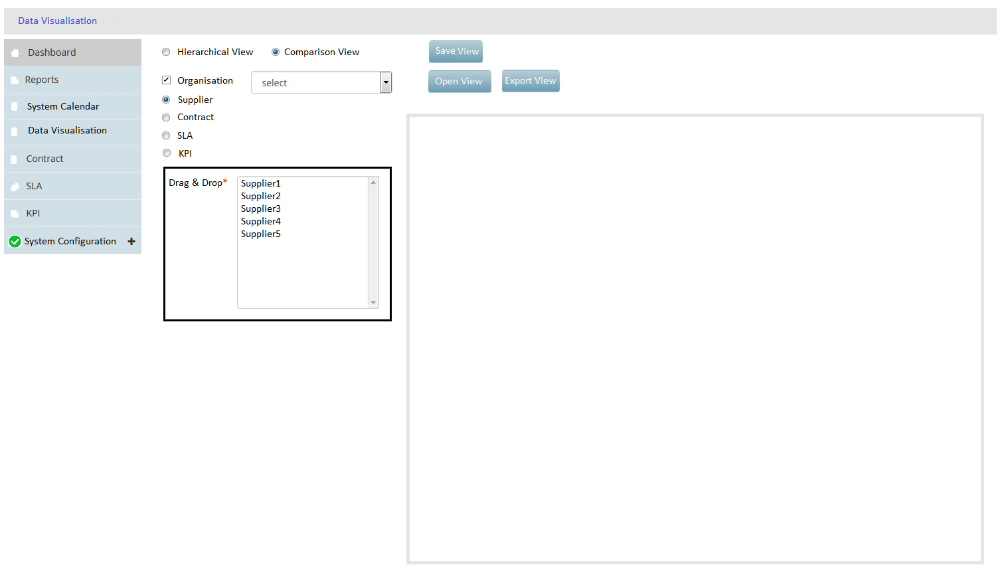 Data Visualisation
Dashboard
Reports
System Calendar
Data Visualisation
Contract
SLA
KPI
System Configuration
Hierarchical View
Comparison View
Save View
Organisation
select
Open View
Export View
Supplier
Contract
SLA
KPI
Drag & Drop*
Supplier1
Supplier2
Supplier3
Supplier4
Supplier5